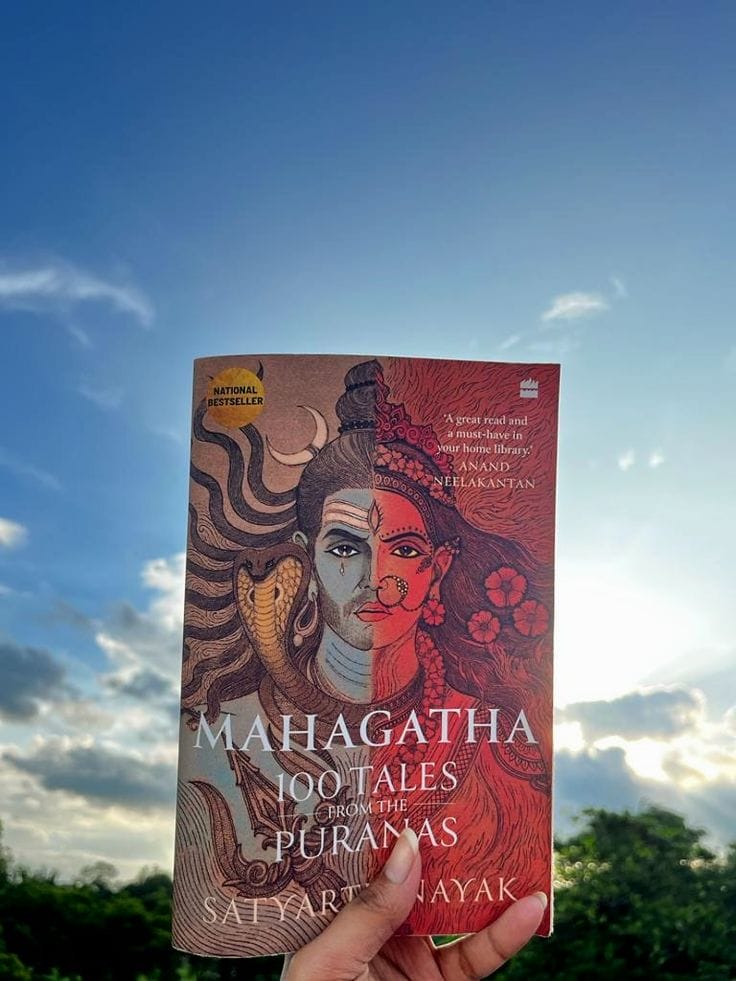 NATIONAL
BESTSELLER
'A great read and
a must-have in
your home library.'
ANAND
NEELAKANTAN
MAHAGATHA
100 TALES
FROM THE
PURANAS
NAYAK